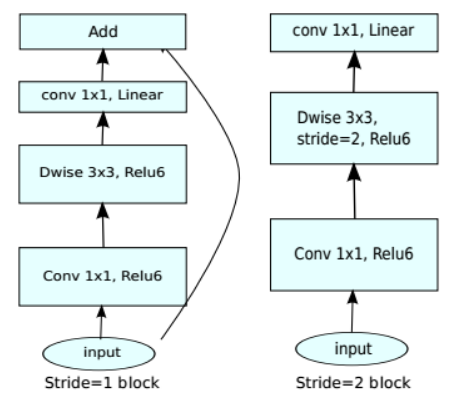 Add
conv 1x1, Linear
Dwise 3x3, Relu6
Conv 1x1, Relu6
input
Stride=1 block
conv 1x1, Linear
Dwise 3x3,
stride=2, Relu6
Conv 1x1, Relu6
input
Stride=2 block